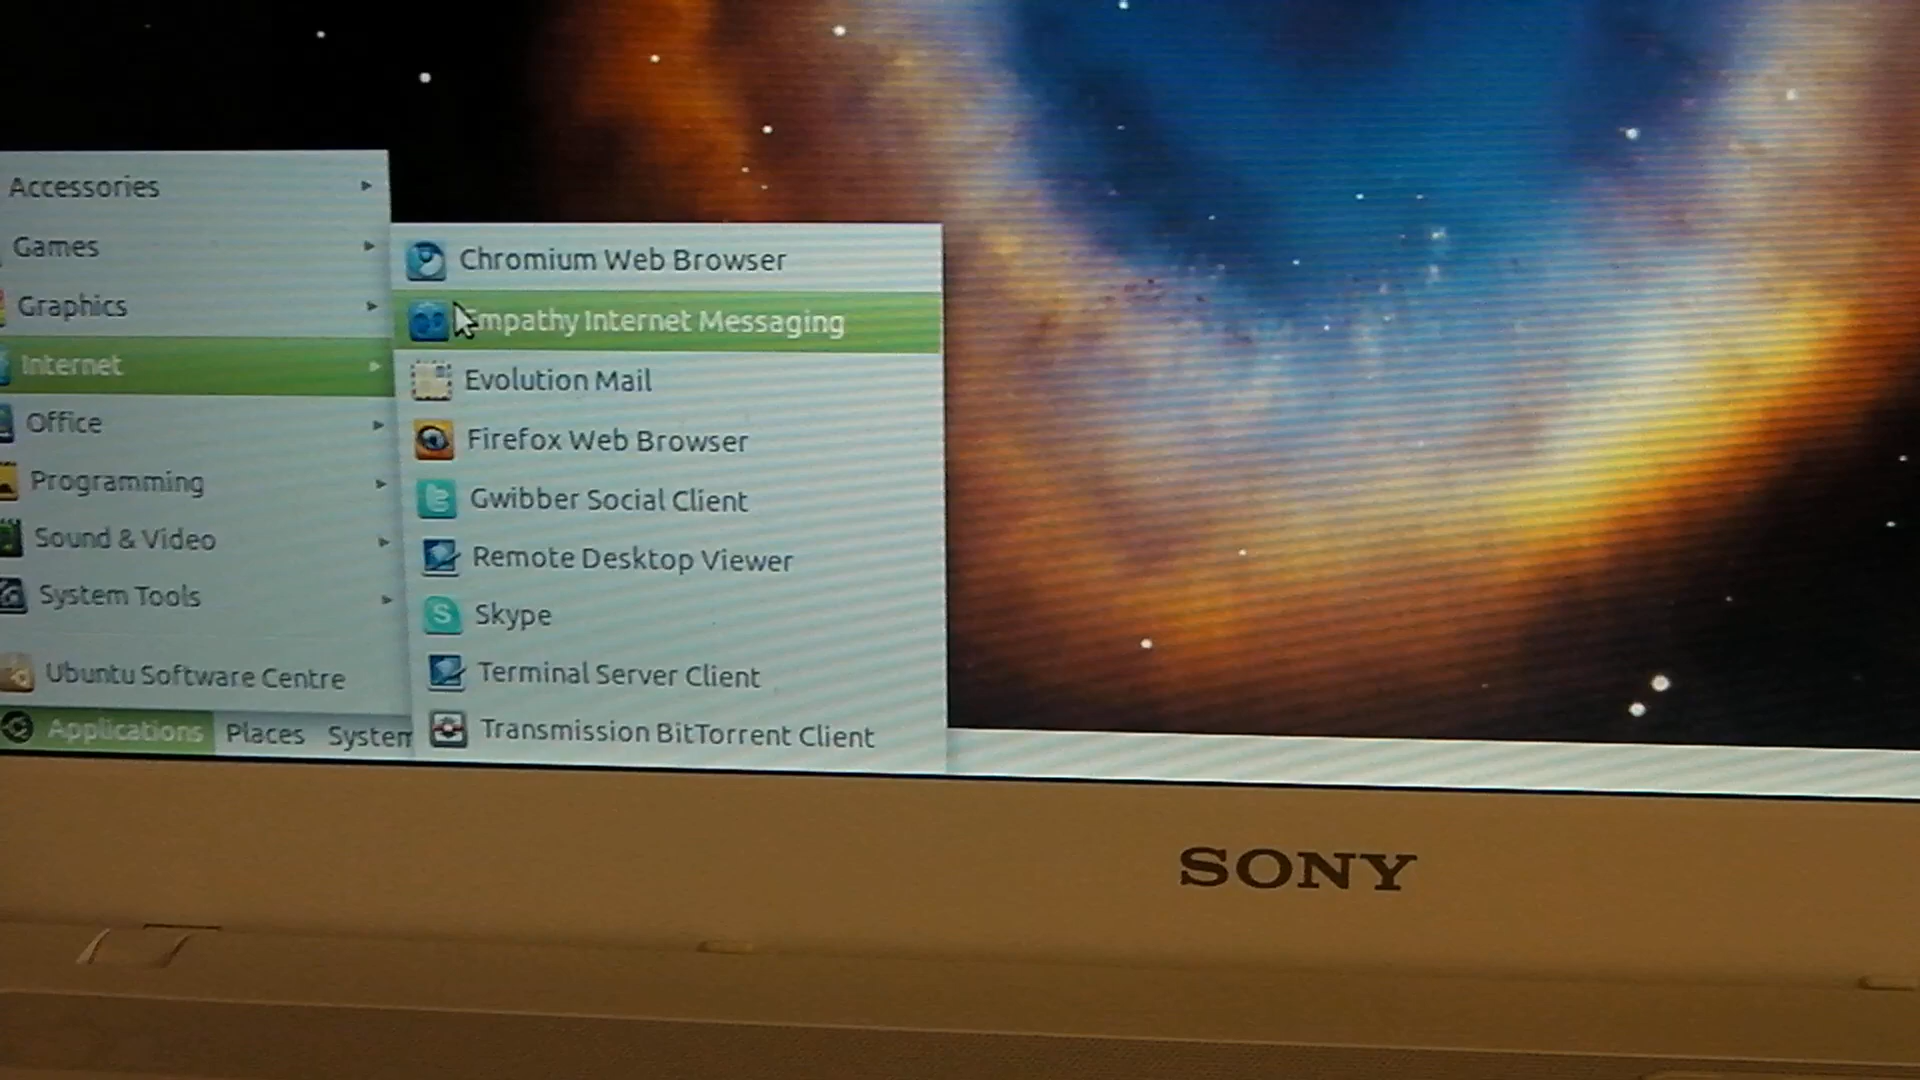 Accessories
Games
Graphics
Internet
Office
Programming
Sound & Video
System Tools
Ubuntu Software Centre
Applications Places System
Chromium Web Browser
Empathy Internet Messaging
Evolution Mail
Firefox Web Browser
Gwibber Social Client
Remote Desktop Viewer
Skype
Terminal Server Client
Transmission BitTorrent Client
SONY